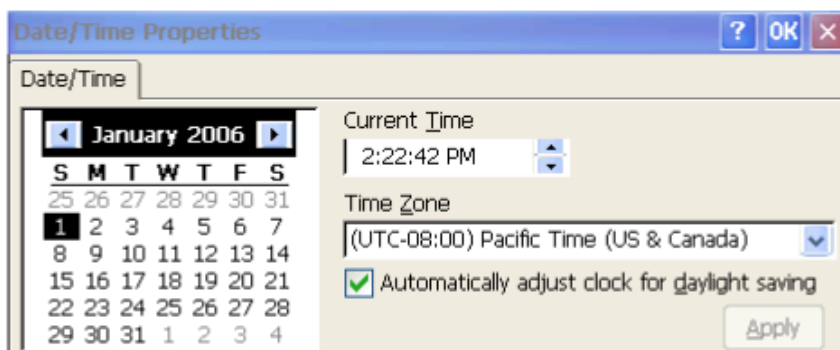 Date/Time Properties ? OK ×
Date/Time
January 2006
S M T W T F S
25 26 27 28 29 30 31
1 2 3 4 5 6 7
8 9 10 11 12 13 14
15 16 17 18 19 20 21
22 23 24 25 26 27 28
29 30 31 1 2 3 4
Current Time
2:22:42 PM
Time Zone
(UTC-08:00) Pacific Time (US & Canada)
Automatically adjust clock for daylight saving
Apply